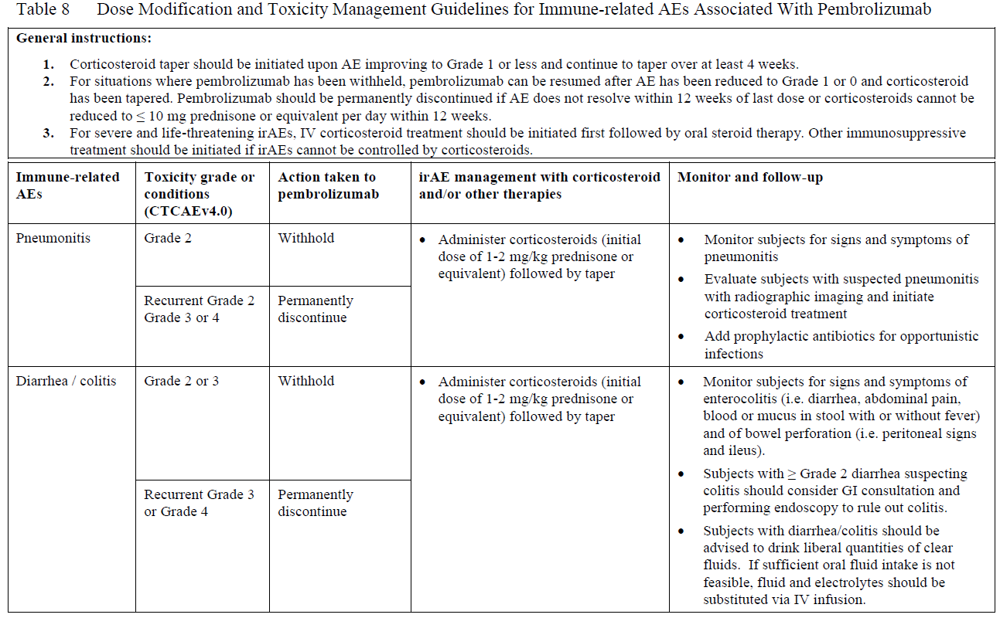 Table 8 Dose Modification and Toxicity Management Guidelines for Immune-related AEs Associated With Pembrolizumab
General instructions:
1. Corticosteroid taper should be initiated upon AE improving to Grade 1 or less and continue to taper over at least 4 weeks.
2. For situations where pembrolizumab has been withheld, pembrolizumab can be resumed after AE has been reduced to Grade 1 or 0 and corticosteroid
has been tapered. Pembrolizumab should be permanently discontinued if AE does not resolve within 12 weeks of last dose or corticosteroids cannot be
reduced to ≤ 10 mg prednisone or equivalent per day within 12 weeks.
3. For severe and life-threatening irAEs, IV corticosteroid treatment should be initiated first followed by oral steroid therapy. Other immunosuppressive
treatment should be initiated if irAEs cannot be controlled by corticosteroids.
Immune-related
AEs
Toxicity grade or
conditions
(CTCAEv4.0)
Action taken to
pembrolizumab
irAE management with corticosteroid
and/or other therapies
Monitor and follow-up
Pneumonitis
Grade 2
Withhold
• Administer corticosteroids (initial
dose of 1-2 mg/kg prednisone or
equivalent) followed by taper
• Monitor subjects for signs and symptoms of
pneumonitis
• Evaluate subjects with suspected pneumonitis
with radiographic imaging and initiate
corticosteroid treatment
• Add prophylactic antibiotics for opportunistic
infections
Recurrent Grade 2
Grade 3 or 4
Permanently
discontinue
Diarrhea / colitis
Grade 2 or 3
Withhold
• Administer corticosteroids (initial
dose of 1-2 mg/kg prednisone or
equivalent) followed by taper
• Monitor subjects for signs and symptoms of
enterocolitis (i.e. diarrhea, abdominal pain,
blood or mucus in stool with or without fever)
and of bowel perforation (i.e. peritoneal signs
and ileus).
• Subjects with ≥ Grade 2 diarrhea suspecting
colitis should consider GI consultation and
performing endoscopy to rule out colitis.
• Subjects with diarrhea/colitis should be
advised to drink liberal quantities of clear
fluids. If sufficient oral fluid intake is not
feasible, fluid and electrolytes should be
substituted via IV infusion.
Recurrent Grade 3
or Grade 4
Permanently
discontinue